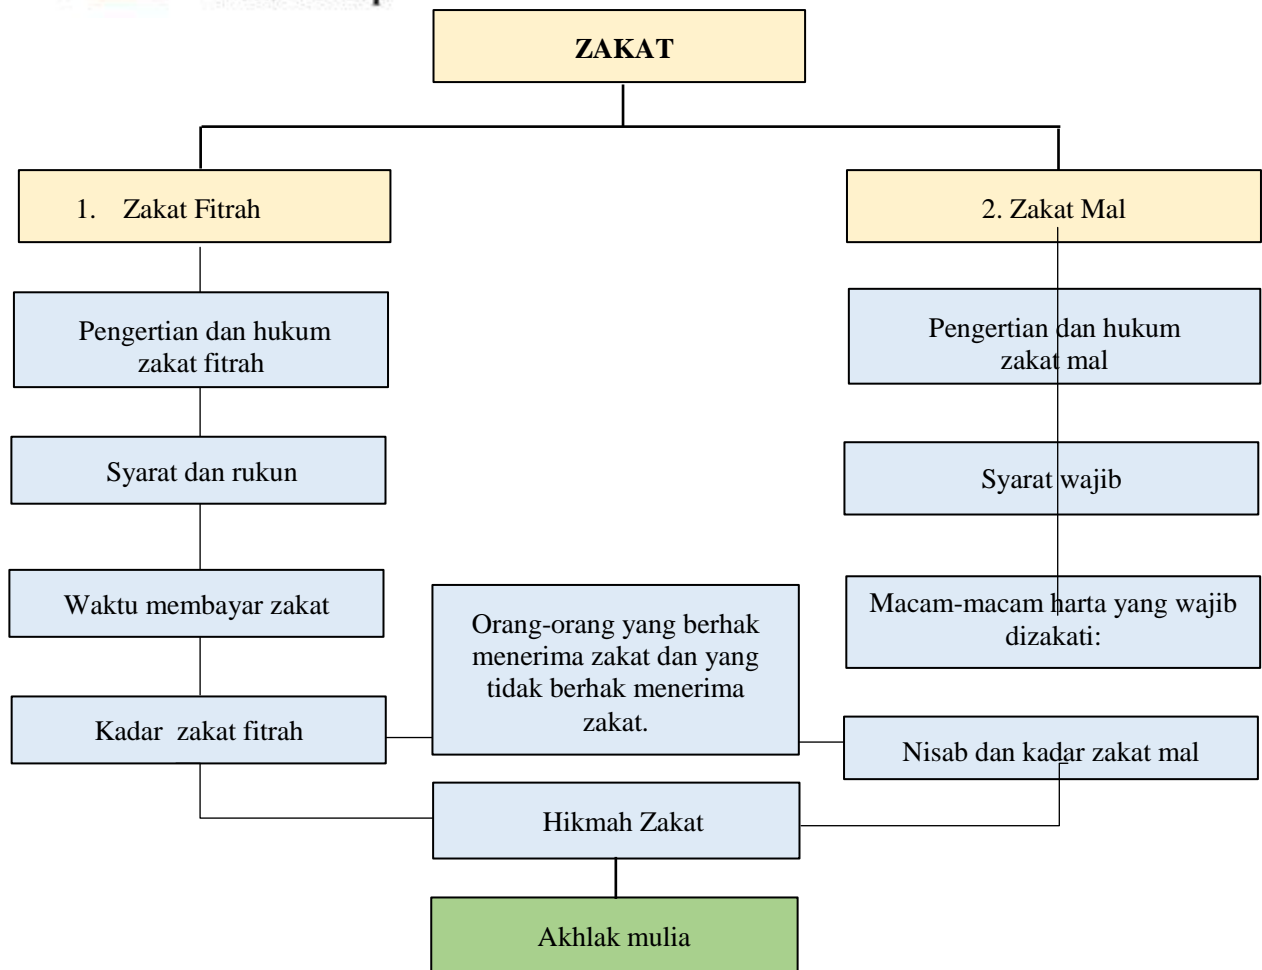 ZAKAT
1. Zakat Fitrah
2. Zakat Mal
Pengertian dan hukum
zakat fitrah
Pengertian dan hukum
zakat mal
Syarat dan rukun
Syarat wajib
Waktu membayar zakat
Orang-orang yang berhak
menerima zakat dan yang
tidak berhak menerima
zakat.
Macam-macam harta yang wajib
dizakati:
Kadar zakat fitrah
Nisab dan kadar zakat mal
Hikmah Zakat
Akhlak mulia